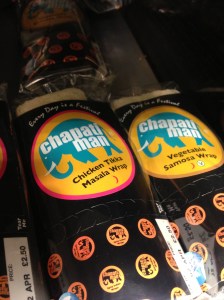 Every Day is a Festival
chapati
man
Chicken Tikka
Masala Wrap
Every Day is a Festival
chapati
man
Vegetable
Samosa Wrap
2 APR £2.50
PRICE